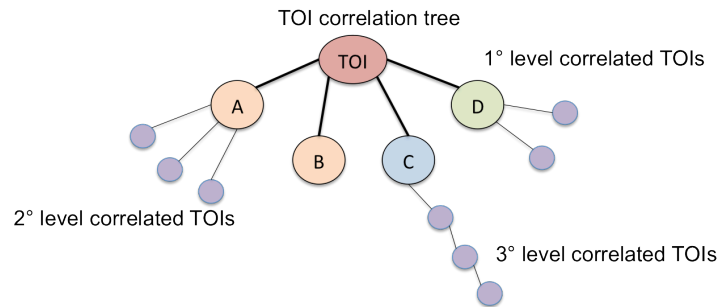 TOI correlation tree
TOI
1° level correlated TOIs
A
D
B
C
2° level correlated TOIs
3° level correlated TOIs